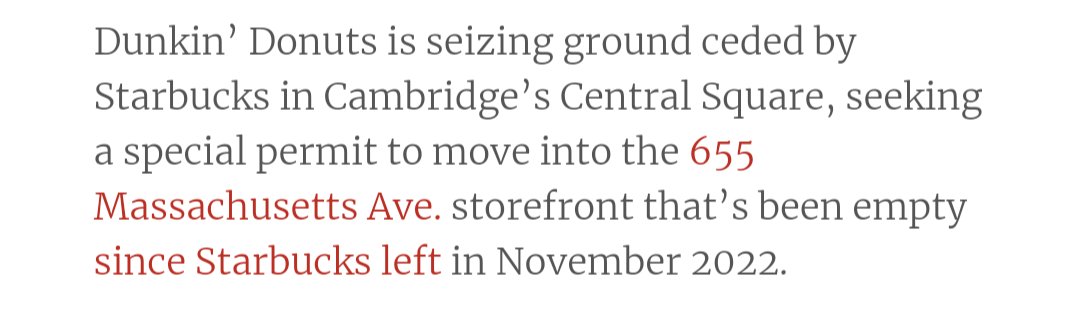 Dunkin’ Donuts is seizing ground ceded by
Starbucks in Cambridge’s Central Square, seeking
a special permit to move into the 655
Massachusetts Ave. storefront that’s been empty
since Starbucks left in November 2022.